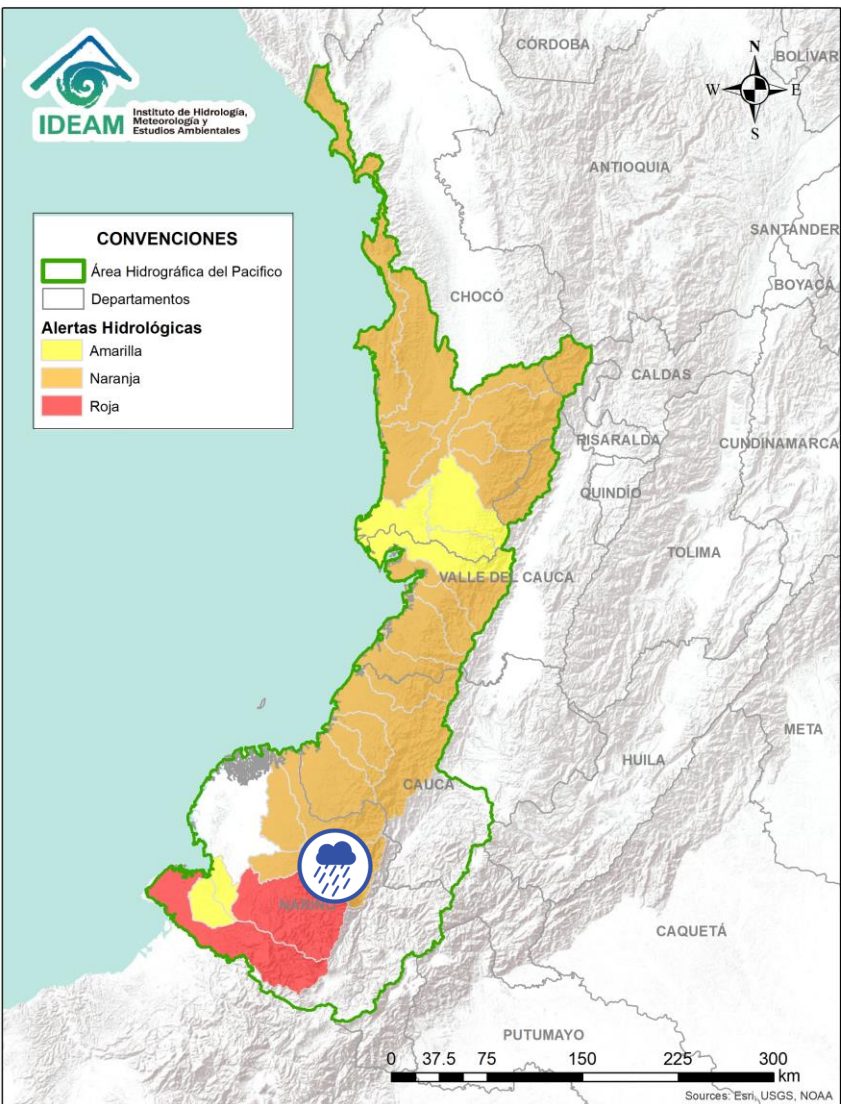 IDEAM
Instituto de Hidrología,
Meteorología y
Estudios Ambientales
CÓRDOBA
BOLÍVAR
N
W
E
S
ANTIOQUIA
SANTANDER
BOYACÁ
CONVENCIONES
Área Hidrográfica del Pacifico
Departamentos
Alertas Hidrológicas
Amarilla
Naranja
Roja
CHOCÓ
CALDAS
RISARALDA
CUNDINAMARCA
QUINDÍO
TOLIMA
VALLE DEL CAUCA
META
HUILA
CAUCA
NARIÑO
CAQUETÁ
PUTUMAYO
0 37.5 75 150 225 300
km
Sources: Esri, USGS, NOAA